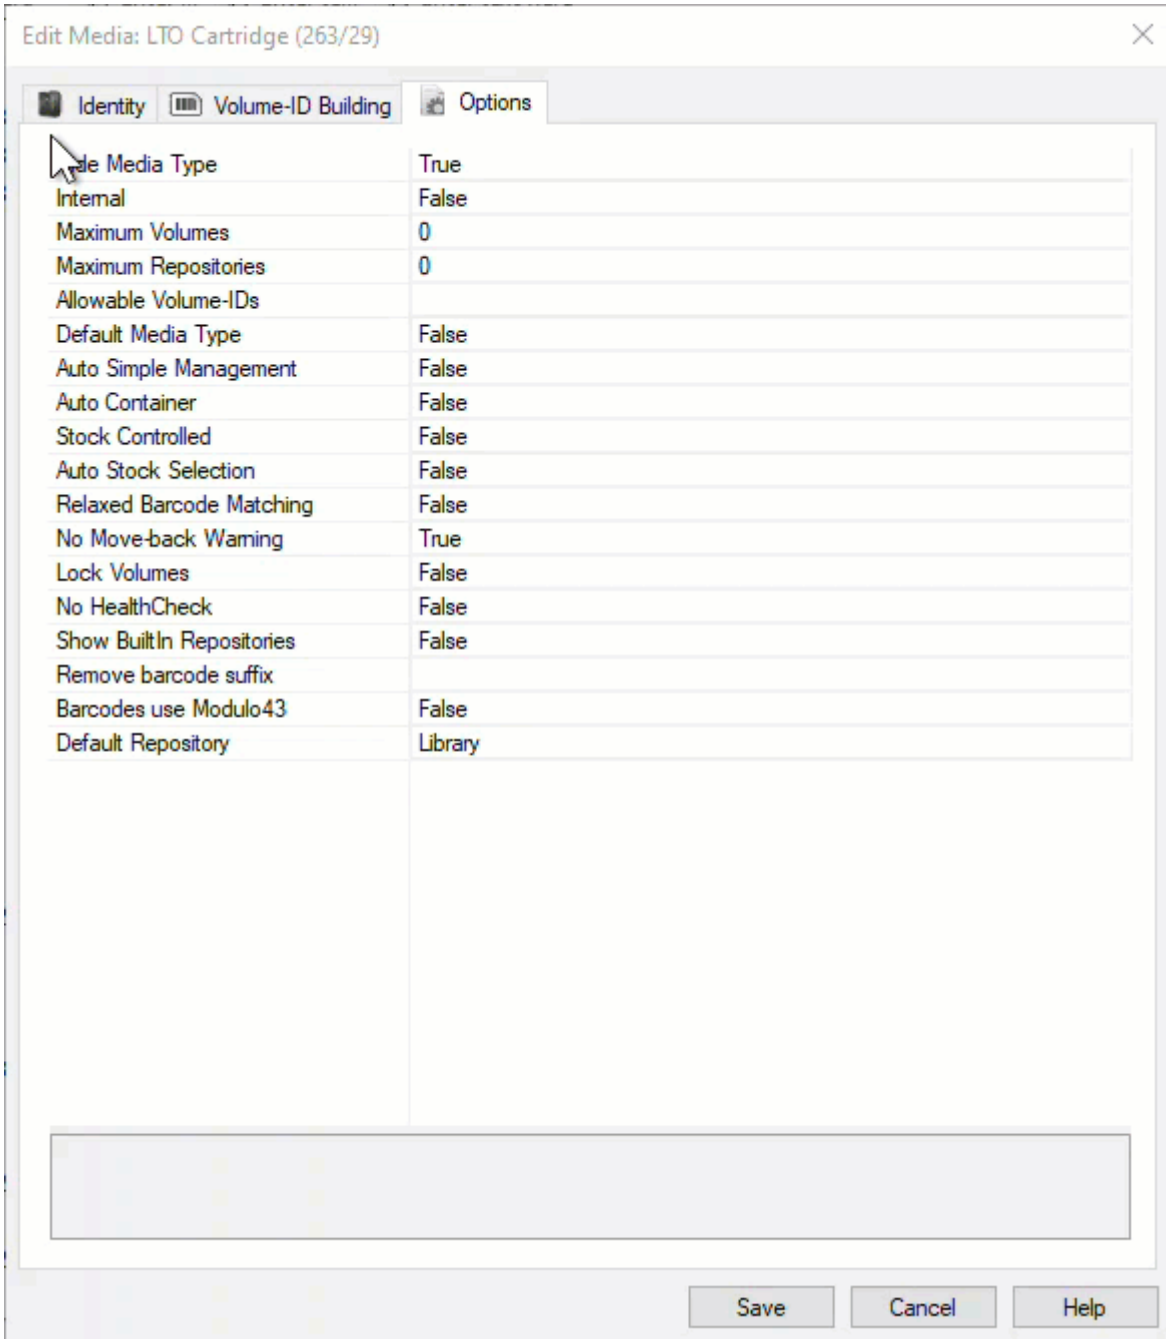 Edit Media: LTO Cartridge (263/29)
Identity Volume-ID Building Options
Media Type True
Internal False
Maximum Volumes 0
Maximum Repositories 0
Allowable Volume-IDs
Default Media Type False
Auto Simple Management False
Auto Container False
Stock Controlled False
Auto Stock Selection False
Relaxed Barcode Matching False
No Move-back Warning True
Lock Volumes False
No HealthCheck False
Show BuiltIn Repositories False
Remove barcode suffix
Barcodes use Modulo43 False
Default Repository Library
Save Cancel Help